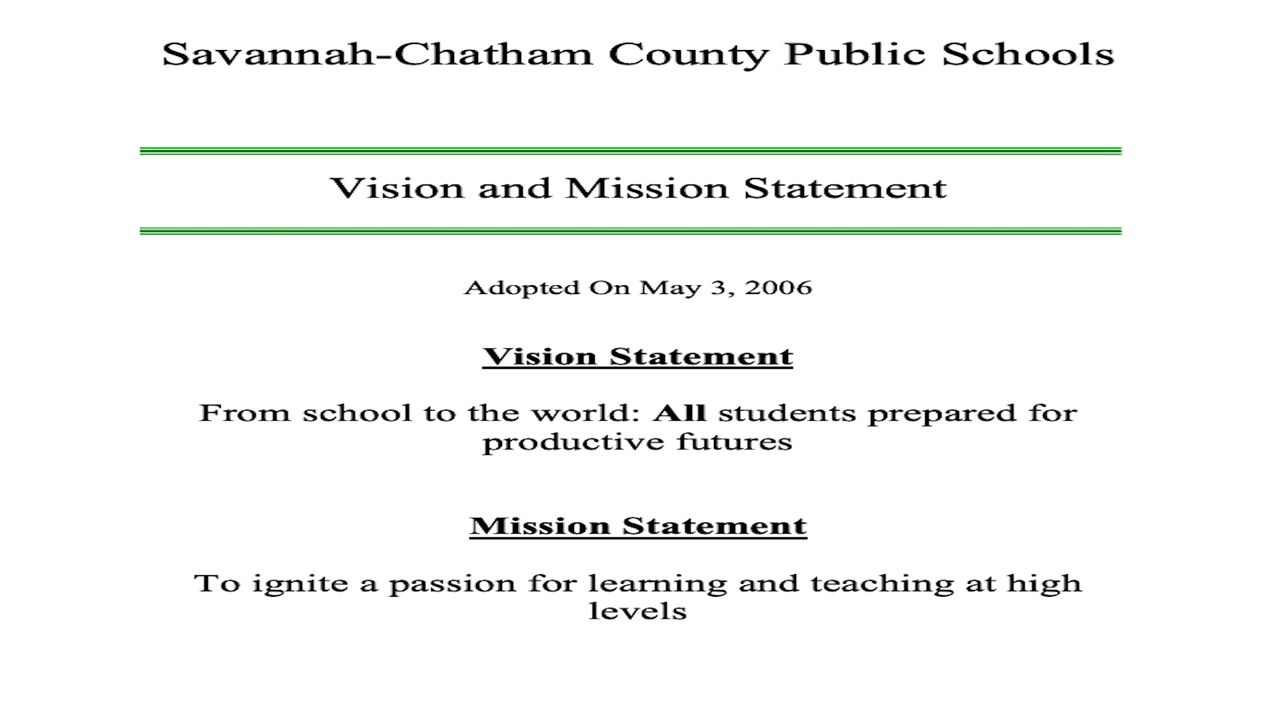 Savannah-Chatham County Public Schools
Vision and Mission Statement
Adopted On May 3, 2006
Vision Statement
From school to the world: All students prepared for
productive futures
Mission Statement
To ignite a passion for learning and teaching at high
levels